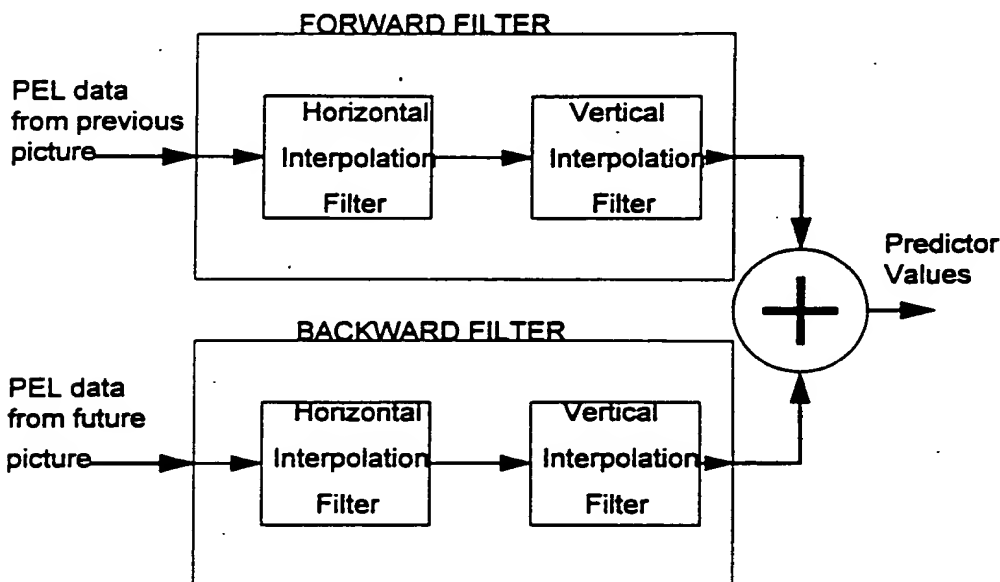 FORWARD FILTER
PEL data
from previous
picture
Horizontal
Interpolation
Filter
Vertical
Interpolation
Filter
Predictor
Values
BACKWARD FILTER
PEL data
from future
picture
Horizontal
Interpolation
Filter
Vertical
Interpolation
Filter